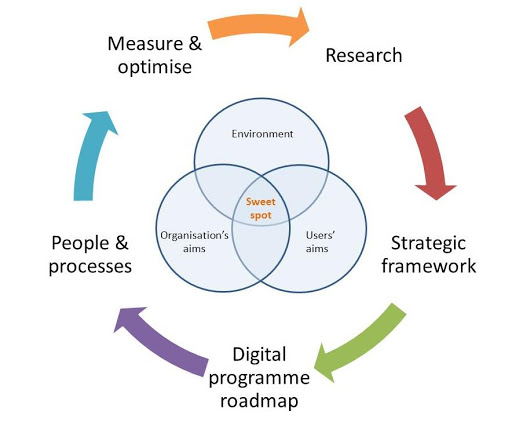 Measure &
optimise
Research
Environment
Sweet
spot
Organisation's
aims
Users'
aims
People &
processes
Strategic
framework
Digital
programme
roadmap